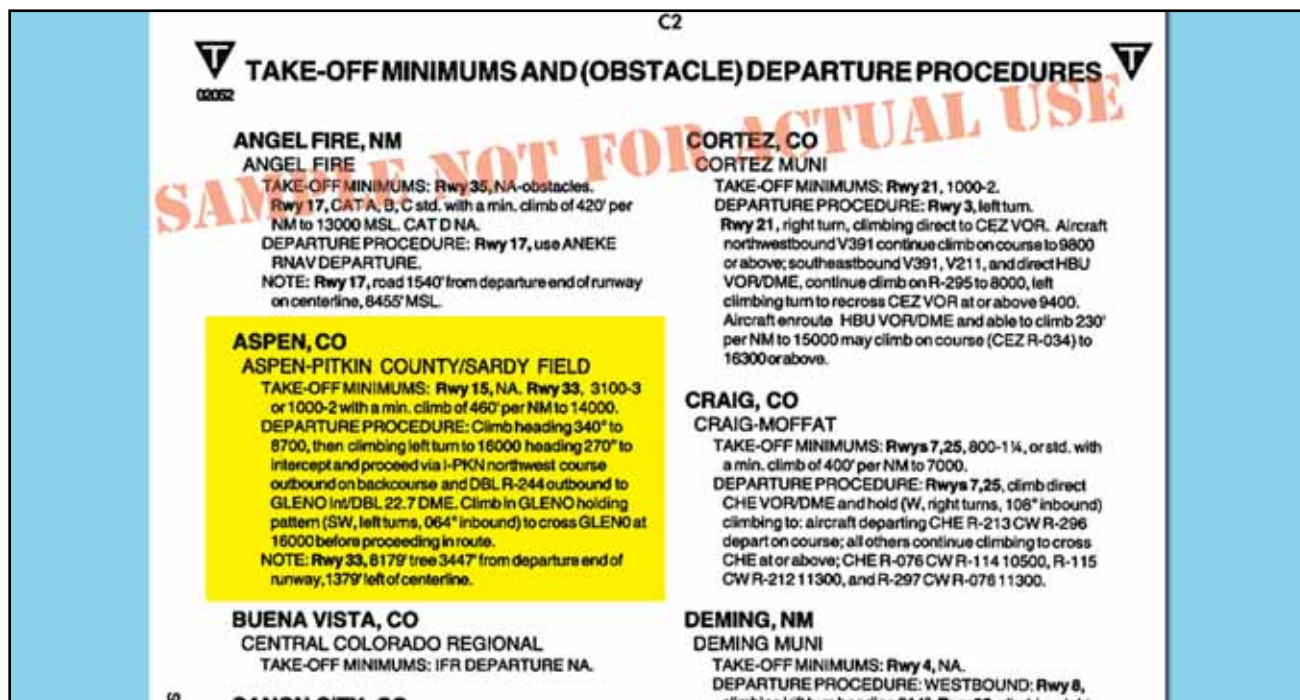 C2
T TAKE-OFF MINIMUMS AND (OBSTACLE) DEPARTURE PROCEDURES T
02052
SAMPLE NOT FOR ACTUAL USE
ANGEL FIRE, NM
ANGEL FIRE
TAKE-OFF MINIMUMS: Rwy 35, NA-obstacles.
Rwy 17, CAT A, B, C std. with a min. climb of 420' per
NM to 13000 MSL. CAT D NA.
DEPARTURE PROCEDURE: Rwy 17, use ANEKE
RNAV DEPARTURE.
NOTE: Rwy 17, road 1540' from departure end of runway
on centerline, 8455' MSL.
ASPEN, CO
ASPEN-PITKIN COUNTY/SARDY FIELD
TAKE-OFF MINIMUMS: Rwy 15, NA. Rwy 33, 3100-3
or 1000-2 with a min. climb of 460' per NM to 14000.
DEPARTURE PROCEDURE: Climb heading 340° to
8700, then climbing left turn to 16000 heading 270° to
intercept and proceed via I-PKN northwest course
outbound on backcourse and DBL R-244 outbound to
GLENO Int/DBL 22.7 DME. Climb in GLENO holding
pattern (SW, left turns, 064° inbound) to cross GLENO at
16000 before proceeding in route.
NOTE: Rwy 33, 8179' tree 3447' from departure end of
runway, 1379' left of centerline.
BUENA VISTA, CO
CENTRAL COLORADO REGIONAL
TAKE-OFF MINIMUMS: IFR DEPARTURE NA.
CORTEZ, CO
CORTEZ MUNI
TAKE-OFF MINIMUMS: Rwy 21, 1000-2.
DEPARTURE PROCEDURE: Rwy 3, left turn.
Rwy 21, right turn, climbing direct to CEZ VOR. Aircraft
northwestbound V391 continue climb on course to 9800
or above; southeastbound V391, V211, and direct HBU
VOR/DME, continue climb on R-295 to 8000, left
climbing turn to recross CEZ VOR at or above 9400.
Aircraft enroute HBU VOR/DME and able to climb 230'
per NM to 15000 may climb on course (CEZ R-034) to
16300 or above.
CRAIG, CO
CRAIG-MOFFAT
TAKE-OFF MINIMUMS: Rwys 7,25, 800-1¼, or std. with
a min. climb of 400' per NM to 7000.
DEPARTURE PROCEDURE: Rwys 7,25, climb direct
CHE VOR/DME and hold (W, right turns, 106° inbound)
climbing to: aircraft departing CHE R-213 CW R-296
depart on course; all others continue climbing to cross
CHE at or above; CHE R-076 CW R-114 10500, R-115
CW R-212 11300, and R-297 CW R-076 11300.
DEMING, NM
DEMING MUNI
TAKE-OFF MINIMUMS: Rwy 4, NA.
DEPARTURE PROCEDURE: WESTBOUND: Rwy 8,